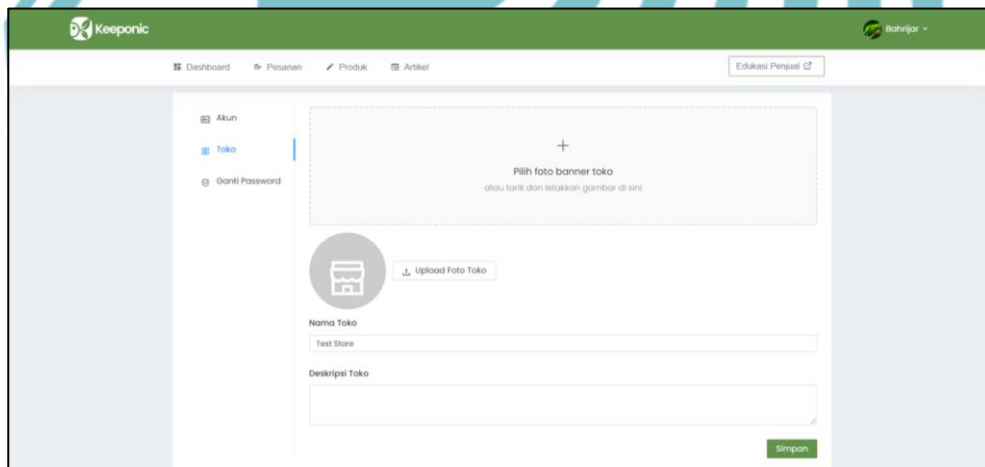 Keeponic
Bahrijar
Dashboard Pesanan Produk Artikel Edukasi Penjual
Akun
Toko
Ganti Password
Pilih foto banner toko
atau tarik dan letakkan gambar di sini
Upload Foto Toko
Nama Toko
Test Store
Deskripsi Toko
Simpan